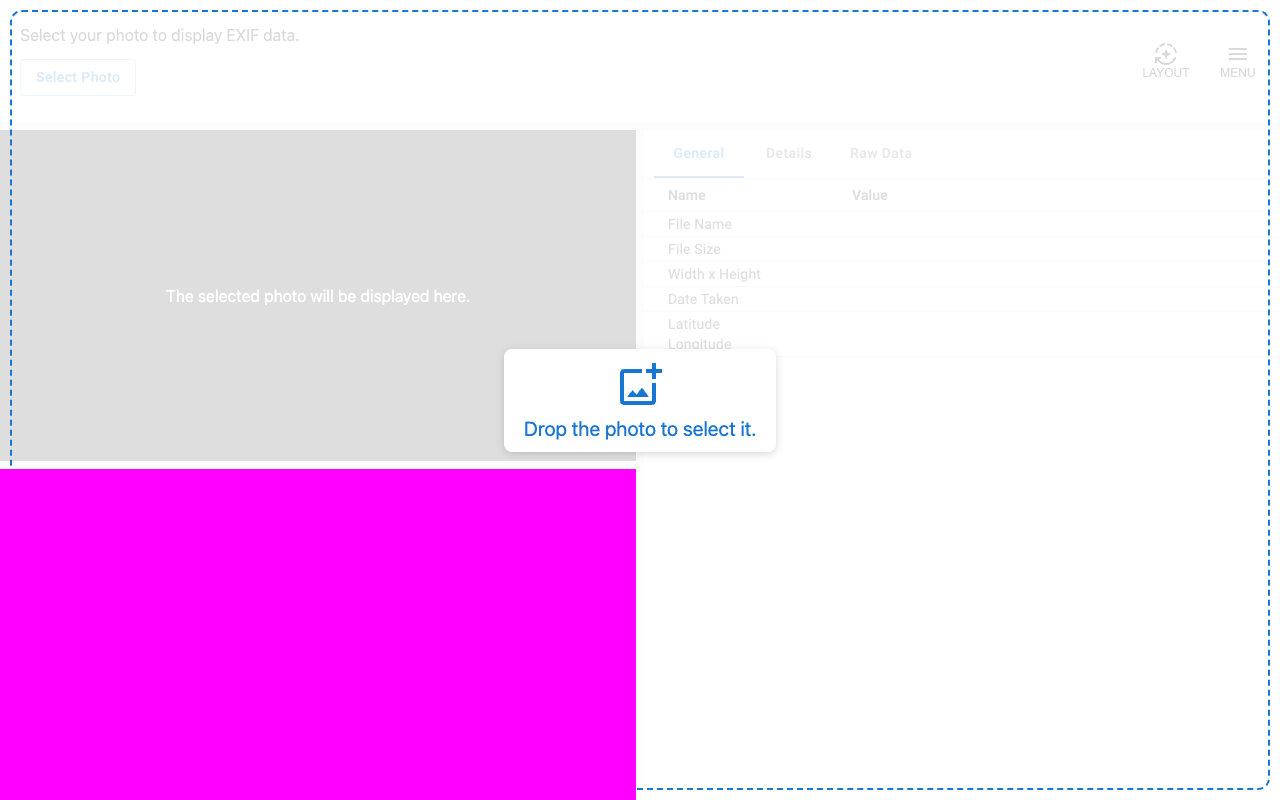 Select your photo to display EXIF data.
Select Photo
LAYOUT
MENU
The selected photo will be displayed here.
General
Details
Raw Data
Name
Value
File Name
File Size
Width x Height
Date Taken
Latitude
Longitude
Drop the photo to select it.